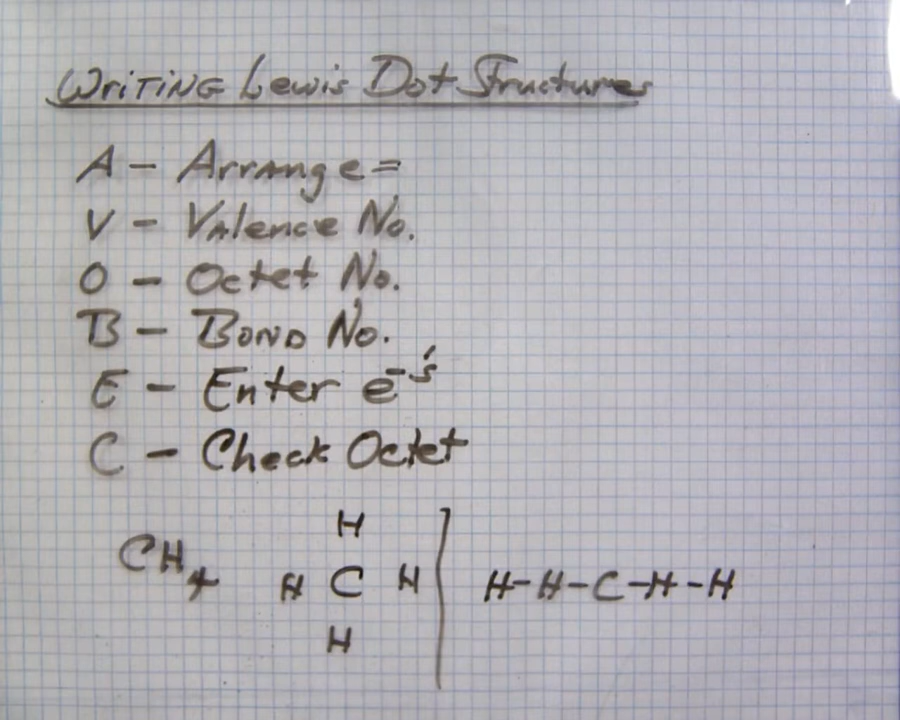 Writing Lewis Dot Structures
A - Arrange =
V - Valence No.
O - Octet No.
B - Bond No.
E - Enter e⁻'s
C - Check Octet
H
CH₄ H C H H-H-C-H-H
H